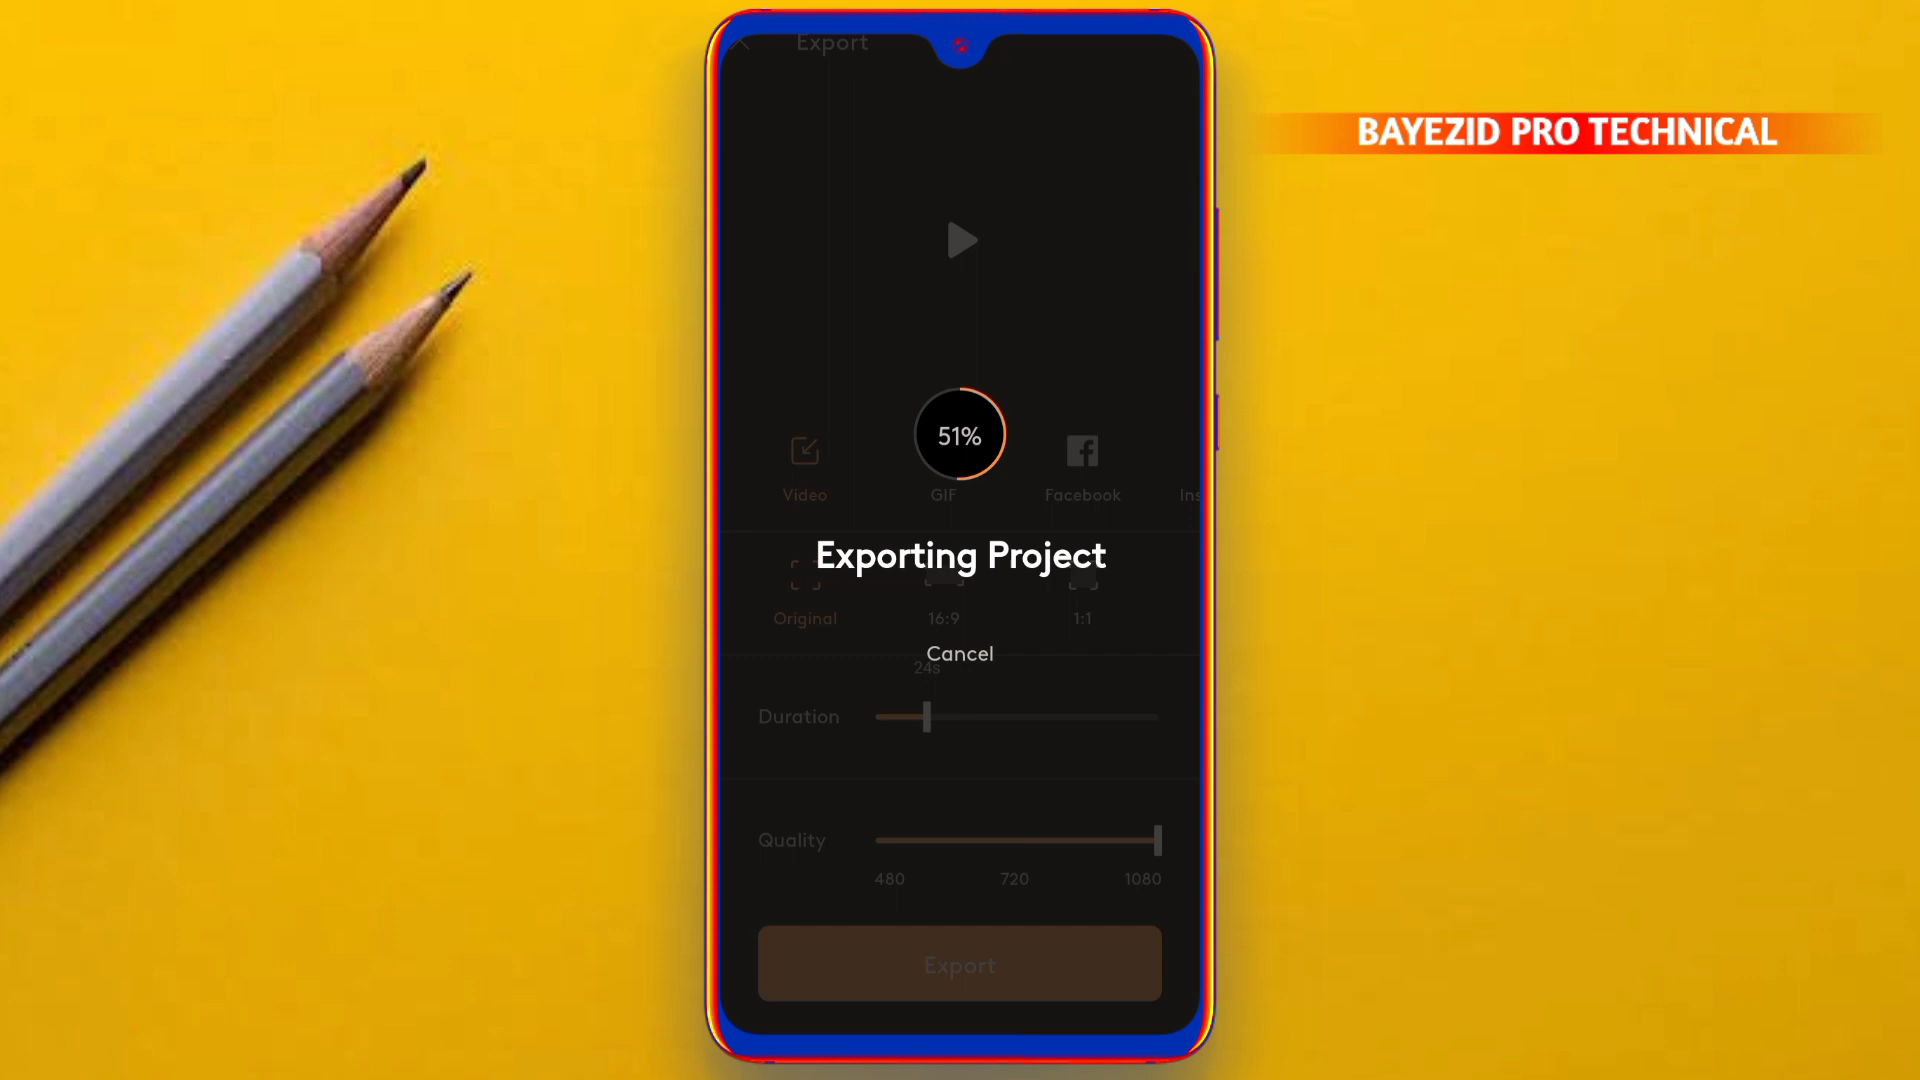 Export
BAYEZID PRO TECHNICAL
51%
Video
GIF
Facebook
Ins
Exporting Project
Original
16:9
1:1
Cancel
24s
Duration
Quality
480
720
1080
Export